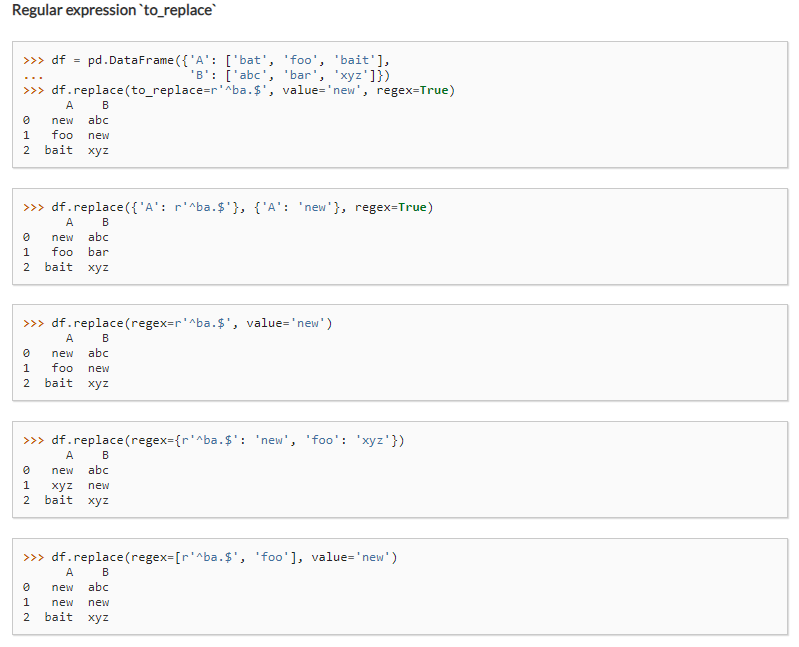 Regular expression `to_replace`
>>> df = pd.DataFrame({'A': ['bat', 'foo', 'bait'],
...                    'B': ['abc', 'bar', 'xyz']})
>>> df.replace(to_replace=r'^ba.$', value='new', regex=True)
      A    B
0   new  abc
1   foo  new
2  bait  xyz
>>> df.replace({'A': r'^ba.$'}, {'A': 'new'}, regex=True)
      A    B
0   new  abc
1   foo  bar
2  bait  xyz
>>> df.replace(regex=r'^ba.$', value='new')
      A    B
0   new  abc
1   foo  new
2  bait  xyz
>>> df.replace(regex={r'^ba.$': 'new', 'foo': 'xyz'})
      A    B
0   new  abc
1   xyz  new
2  bait  xyz
>>> df.replace(regex=[r'^ba.$', 'foo'], value='new')
      A    B
0   new  abc
1   new  new
2  bait  xyz